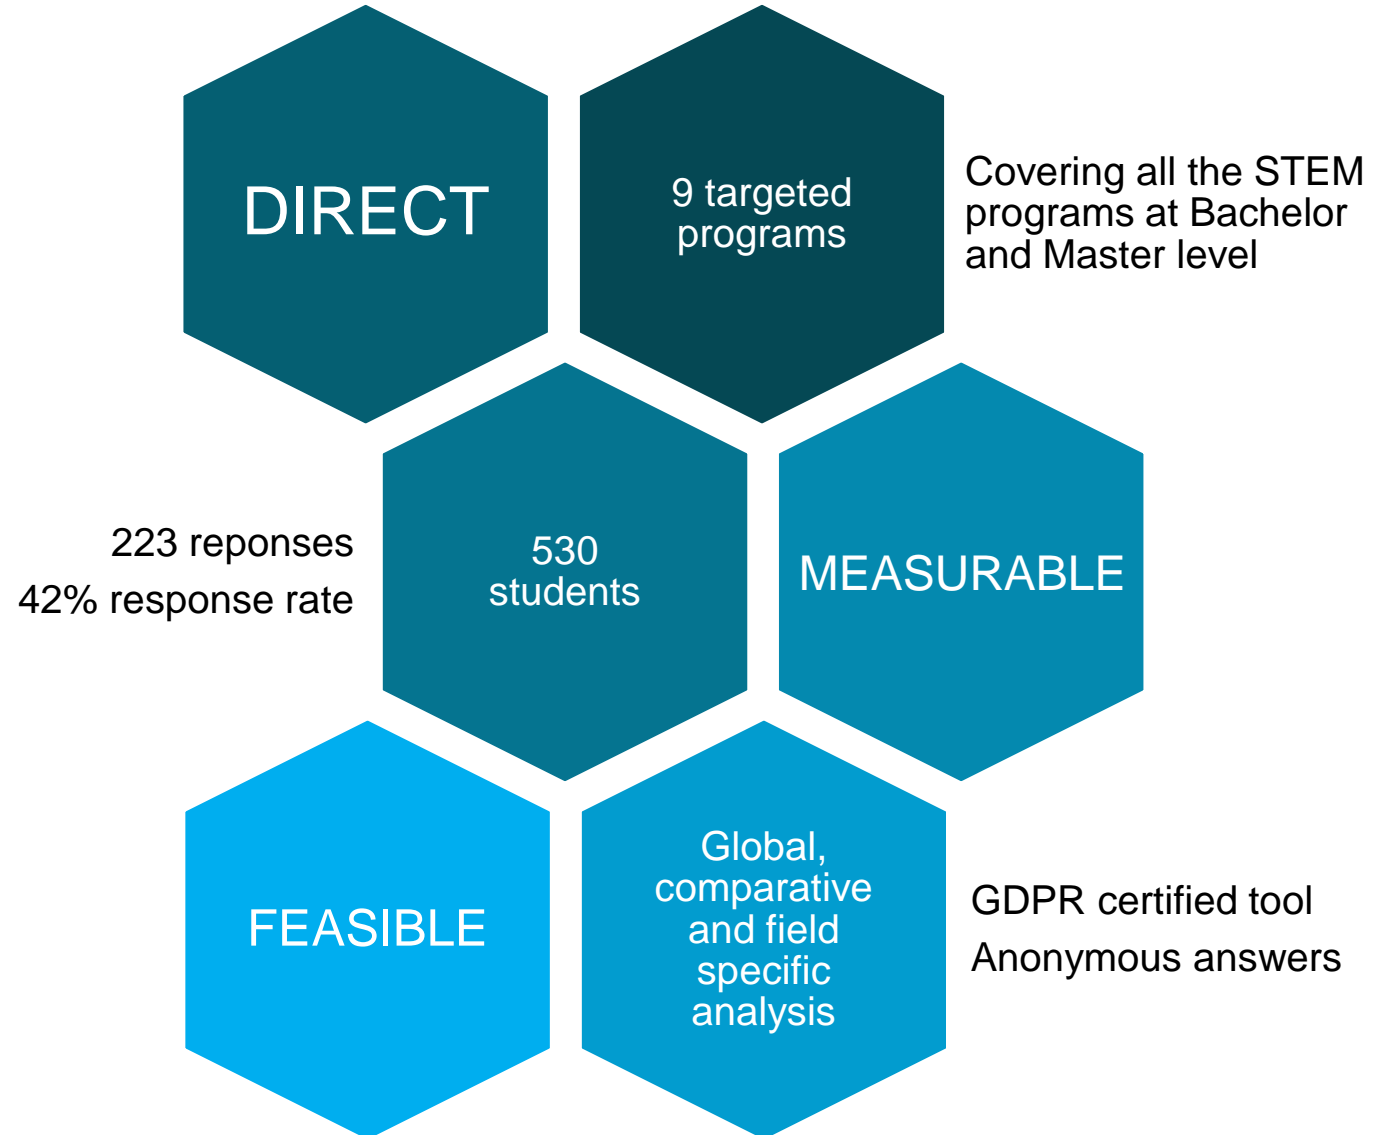 DIRECT
9 targeted
programs
Covering all the STEM
programs at Bachelor
and Master level
223 reponses
42% response rate
530
students
MEASURABLE
FEASIBLE
Global,
comparative
and field
specific
analysis
GDPR certified tool
Anonymous answers